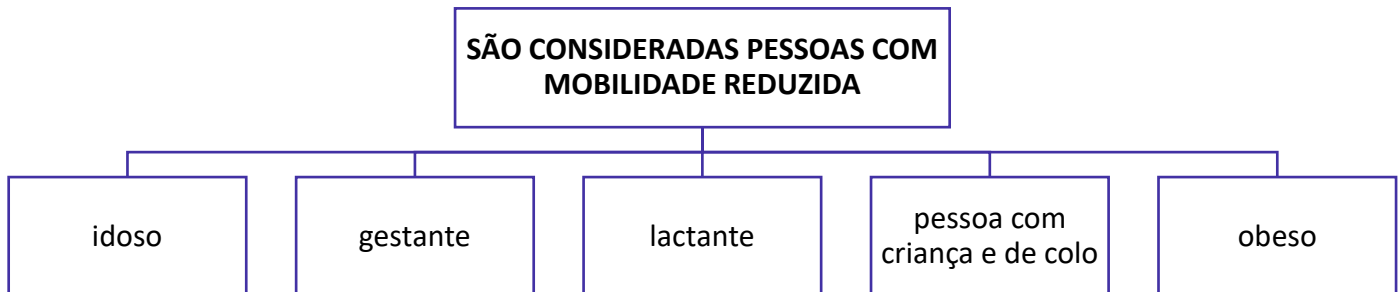 SÃO CONSIDERADAS PESSOAS COM
MOBILIDADE REDUZIDA
idoso
gestante
lactante
pessoa com
criança e de colo
obeso